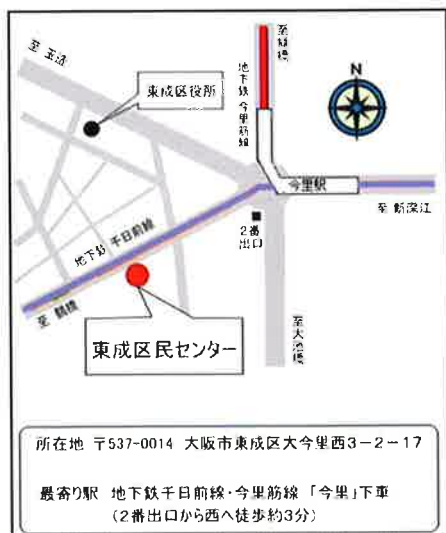 至 玉造
東成区役所
至 緑橋
地下鉄 今里筋線
N
今里駅
至 新深江
2番
出口
地下鉄 千日前線
至 鶴橋
東成区民センター
至 大池橋
所在地 〒537-0014 大阪市東成区大今里西3−2−17
最寄り駅 地下鉄千日前線・今里筋線 「今里」下車
(2番出口から西へ徒歩約3分)